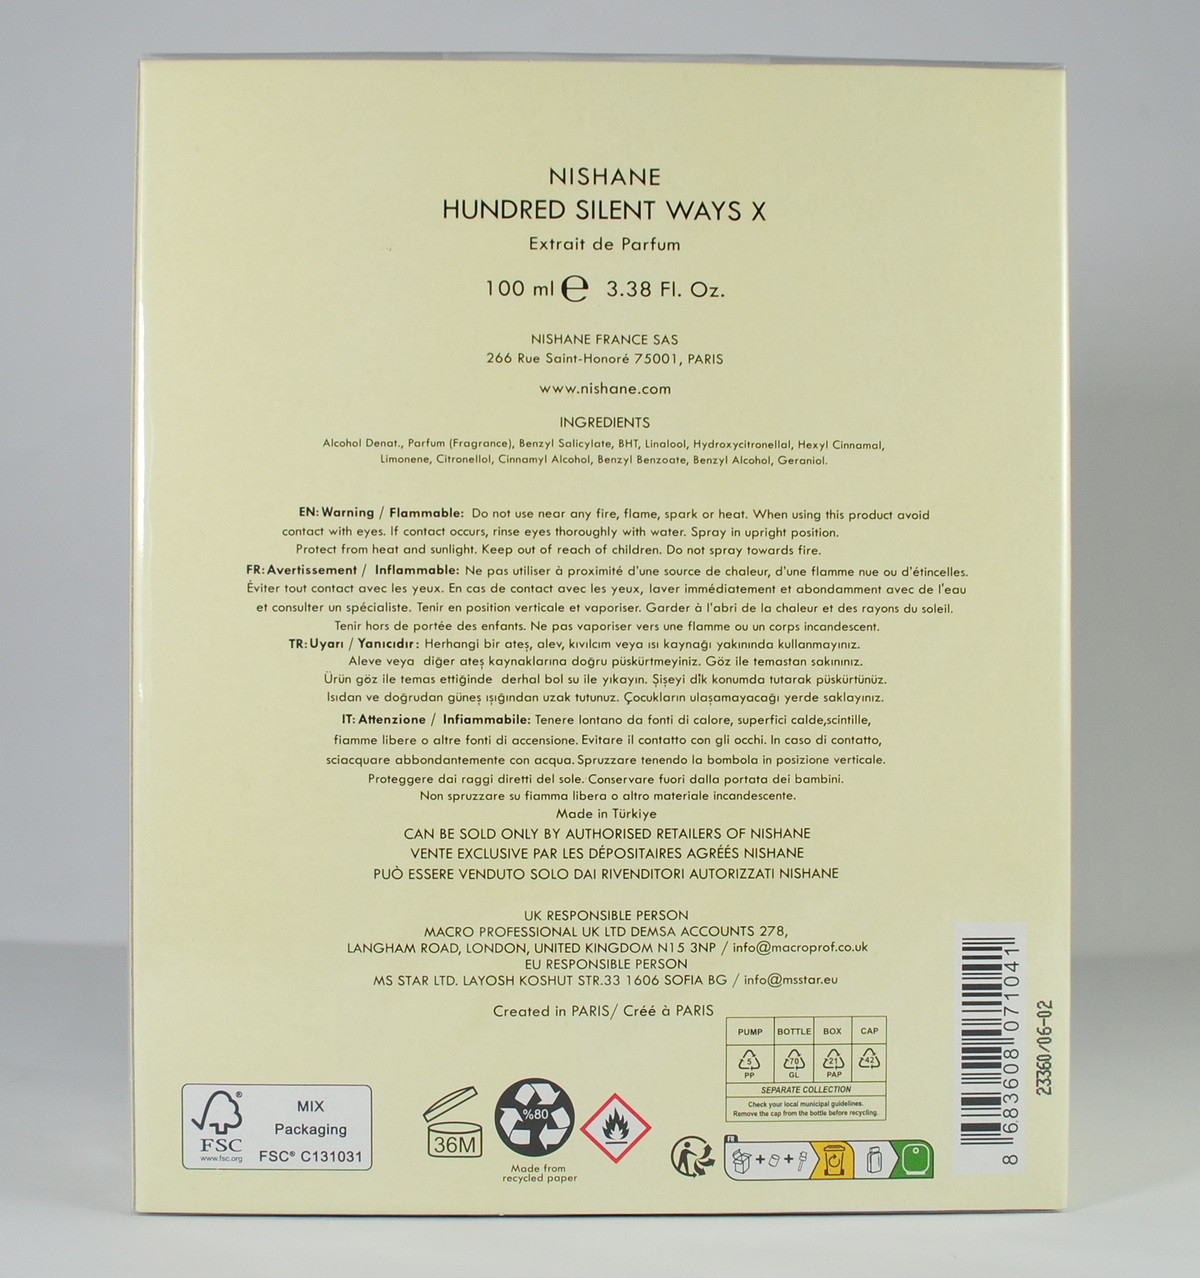 NISHANE
HUNDRED SILENT WAYS X
Extrait de Parfum
100 ml ℮ 3.38 Fl. Oz.
NISHANE FRANCE SAS
266 Rue Saint-Honoré 75001, PARIS
www.nishane.com
INGREDIENTS
Alcohol Denat., Parfum (Fragrance), Benzyl Salicylate, BHT, Linalool, Hydroxycitronellal, Hexyl Cinnamal,
Limonene, Citronellol, Cinnamyl Alcohol, Benzyl Benzoate, Benzyl Alcohol, Geraniol.
EN: Warning / Flammable: Do not use near any fire, flame, spark or heat. When using this product avoid
contact with eyes. If contact occurs, rinse eyes thoroughly with water. Spray in upright position.
Protect from heat and sunlight. Keep out of reach of children. Do not spray towards fire.
FR: Avertissement / Inflammable: Ne pas utiliser à proximité d'une source de chaleur, d'une flamme nue ou d'étincelles.
Éviter tout contact avec les yeux. En cas de contact avec les yeux, laver immédiatement et abondamment avec de l'eau
et consulter un spécialiste. Tenir en position verticale et vaporiser. Garder à l'abri de la chaleur et des rayons du soleil.
Tenir hors de portée des enfants. Ne pas vaporiser vers une flamme ou un corps incandescent.
TR: Uyarı / Yanıcıdır: Herhangi bir ateş, alev, kıvılcım veya ısı kaynağı yakınında kullanmayınız.
Aleve veya diğer ateş kaynaklarına doğru püskürtmeyiniz. Göz ile temastan sakınınız.
Ürün göz ile temas ettiğinde derhal bol su ile yıkayın. Şişeyi dik konumda tutarak püskürtünüz.
Isıdan ve doğrudan güneş ışığından uzak tutunuz. Çocukların ulaşamayacağı yerde saklayınız.
IT: Attenzione / Infiammabile: Tenere lontano da fonti di calore, superfici calde,scintille,
fiamme libere o altre fonti di accensione. Evitare il contatto con gli occhi. In caso di contatto,
sciacquare abbondantemente con acqua. Spruzzare tenendo la bombola in posizione verticale.
Proteggere dai raggi diretti del sole. Conservare fuori dalla portata dei bambini.
Non spruzzare su fiamma libera o altro materiale incandescente.
Made in Türkiye
CAN BE SOLD ONLY BY AUTHORISED RETAILERS OF NISHANE
VENTE EXCLUSIVE PAR LES DÉPOSITAIRES AGRÉÉS NISHANE
PUÒ ESSERE VENDUTO SOLO DAI RIVENDITORI AUTORIZZATI NISHANE
UK RESPONSIBLE PERSON
MACRO PROFESSIONAL UK LTD DEMSA ACCOUNTS 278,
LANGHAM ROAD, LONDON, UNITED KINGDOM N15 3NP / info@macroprof.co.uk
EU RESPONSIBLE PERSON
MS STAR LTD. LAYOSH KOSHUT STR.33 1606 SOFIA BG / info@msstar.eu
Created in PARIS/ Créé à PARIS
PUMP BOTTLE BOX CAP
5 70 21 42
PP GL PAP
SEPARATE COLLECTION
Check your local municipal guidelines.
Remove the cap from the bottle before recycling.
8 683608 071041
23360/06-02
FSC®
www.fsc.org
MIX
Packaging
FSC® C131031
36M
%80
Made from
recycled paper
FR